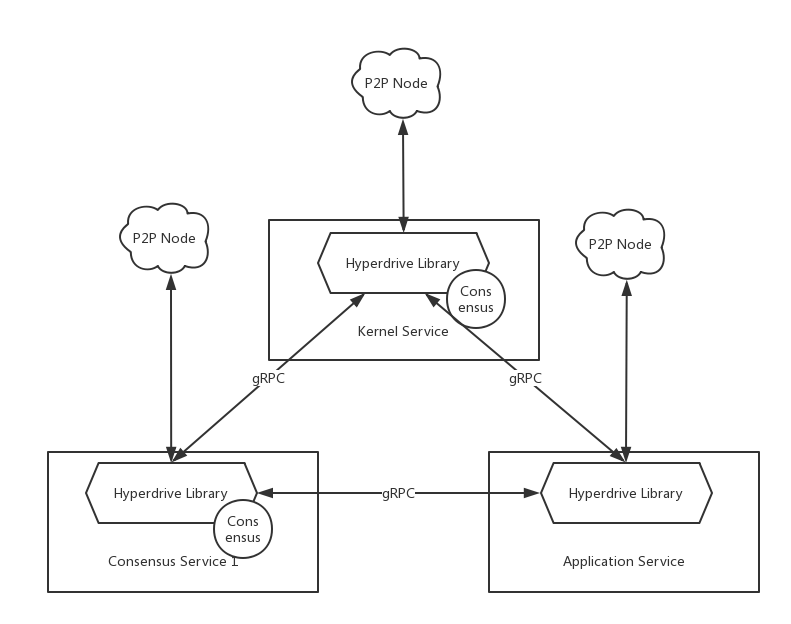 P2P Node
P2P Node
P2P Node
Hyperdrive Library
Cons
ensus
Kernel Service
gRPC
gRPC
Hyperdrive Library
gRPC
Hyperdrive Library
Cons
ensus
Consensus Service 1
Application Service